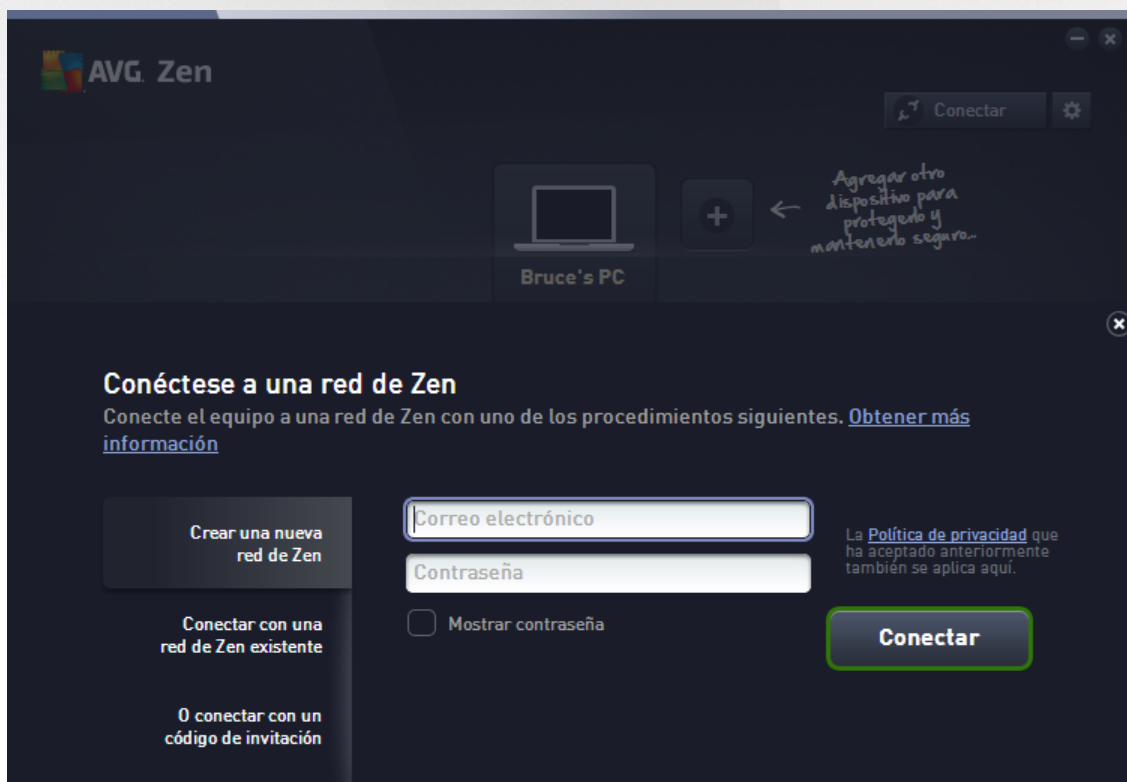 AVG. Zen
Conectar
Agregar otro
dispositivo para
protegerlo y
mantenerlo seguro...
Bruce's PC
Conéctese a una red de Zen
Conecte el equipo a una red de Zen con uno de los procedimientos siguientes. Obtener más
información
Crear una nueva
red de Zen
Conectar con una
red de Zen existente
O conectar con un
código de invitación
Correo electrónico
Contraseña
Mostrar contraseña
La Política de privacidad que
ha aceptado anteriormente
también se aplica aquí.
Conectar